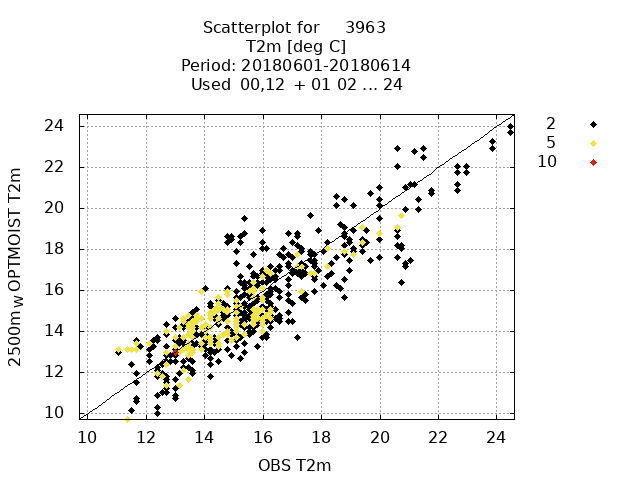 Scatterplot for 3963
T2m [deg C]
Period: 20180601-20180614
Used 00,12 + 01 02 ... 24
2
5
10
2500m_W OPTMOIST T2m
24
22
20
18
16
14
12
10
10 12 14 16 18 20 22 24
OBS T2m